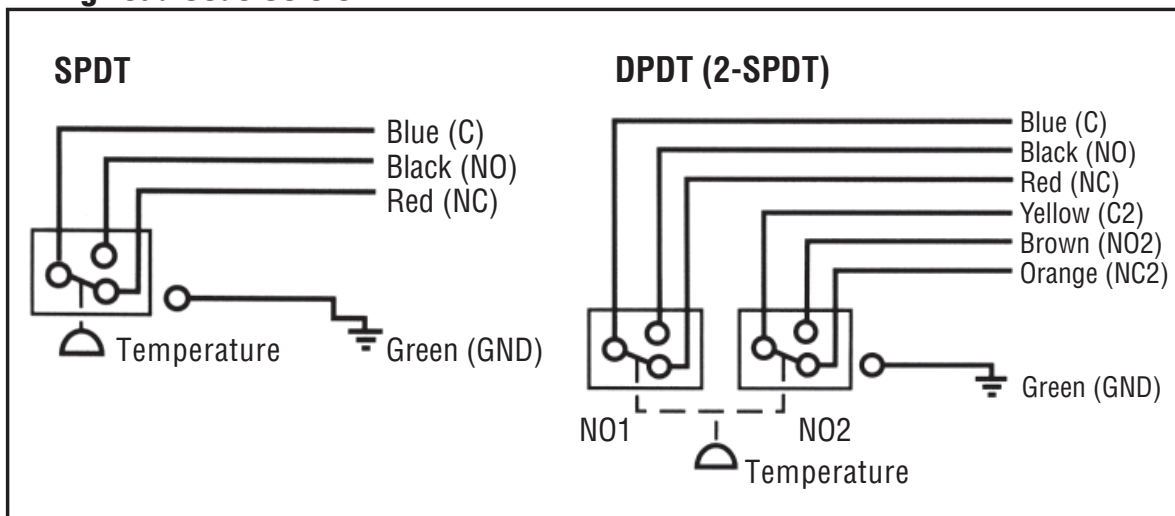 SPDT
Blue (C)
Black (NO)
Red (NC)
Temperature
Green (GND)
DPDT (2-SPDT)
Blue (C)
Black (NO)
Red (NC)
Yellow (C2)
Brown (NO2)
Orange (NC2)
Green (GND)
NO1
NO2
Temperature